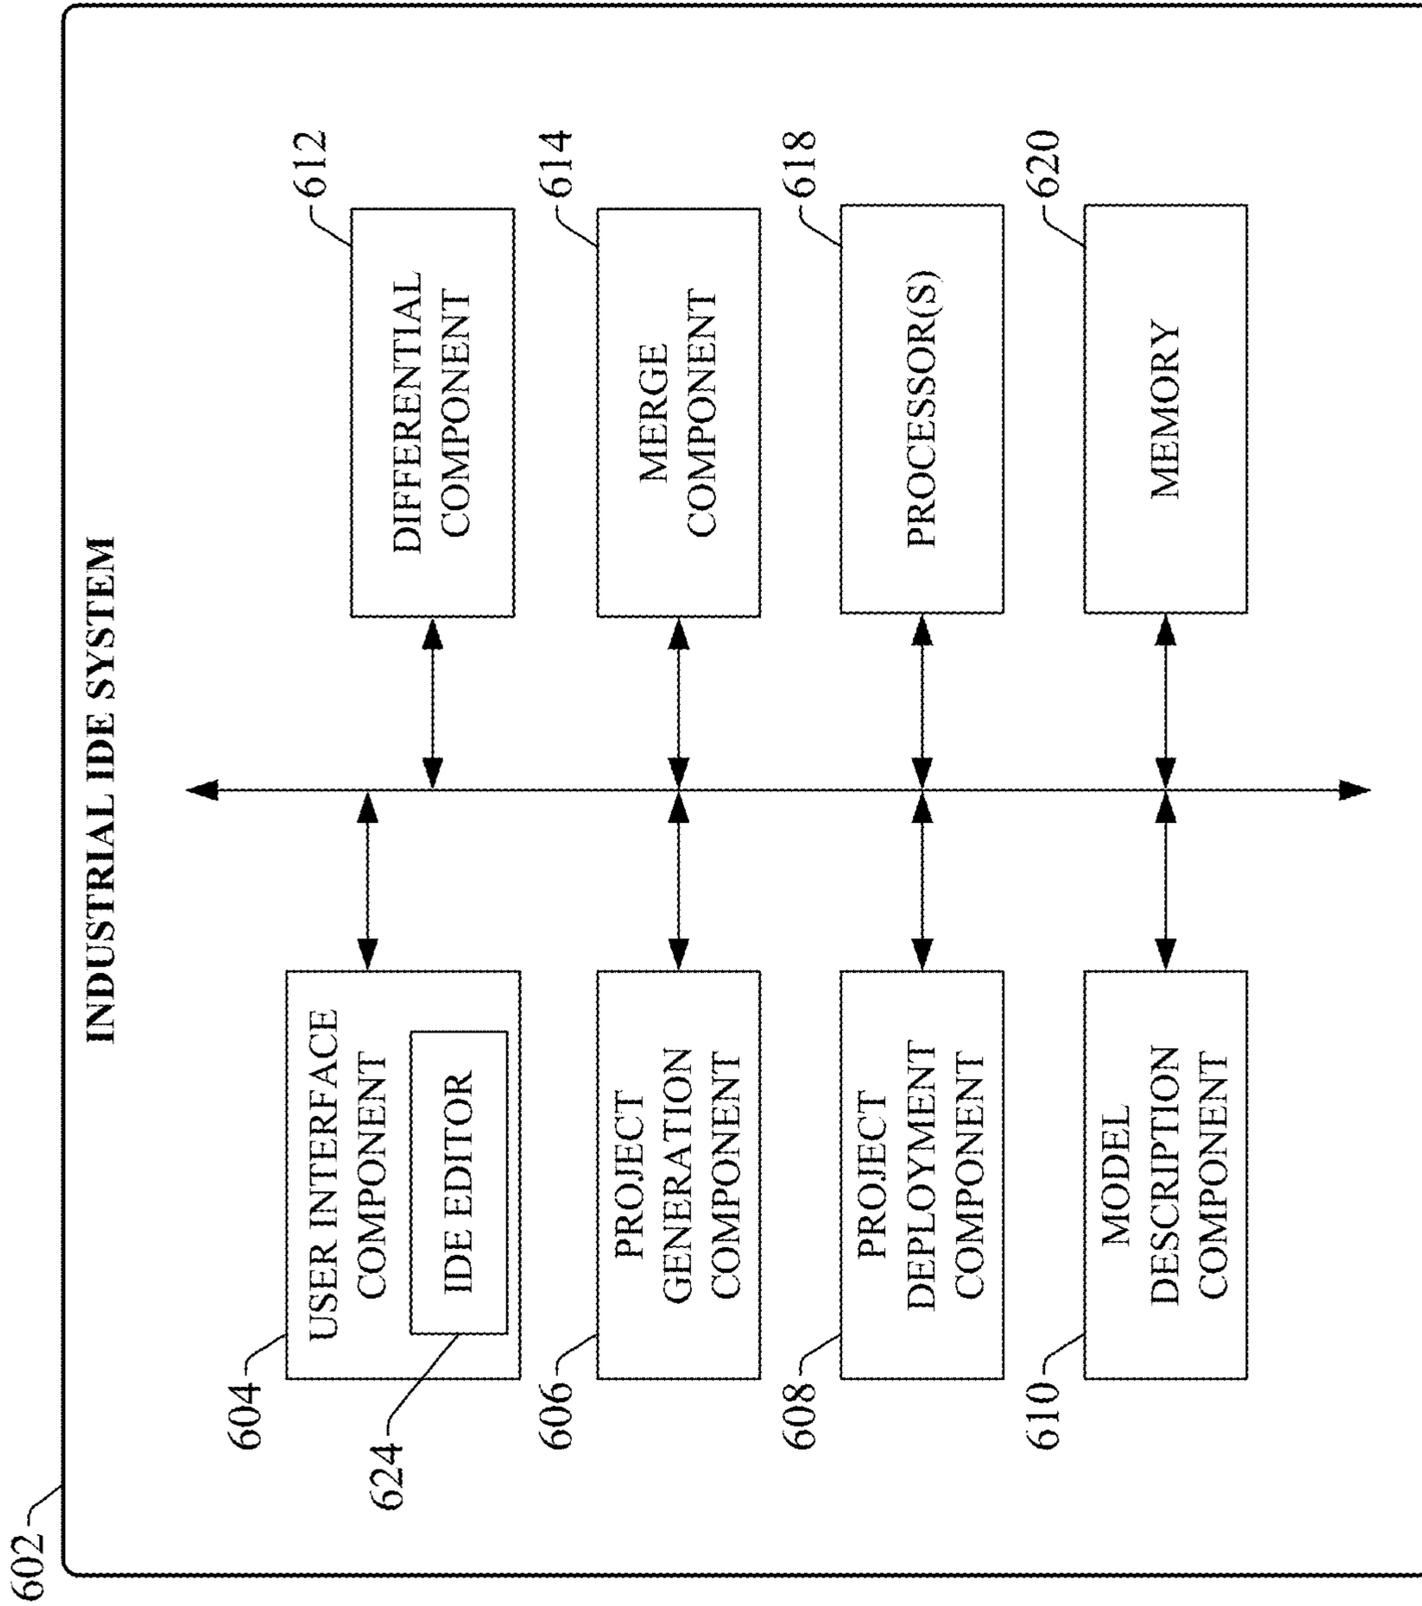 602
INDUSTRIAL IDE SYSTEM
604
USER INTERFACE
COMPONENT
624
IDE EDITOR
606
PROJECT
GENERATION
COMPONENT
608
PROJECT
DEPLOYMENT
COMPONENT
610
MODEL
DESCRIPTION
COMPONENT
612
DIFFERENTIAL
COMPONENT
614
MERGE
COMPONENT
618
PROCESSOR(S)
620
MEMORY